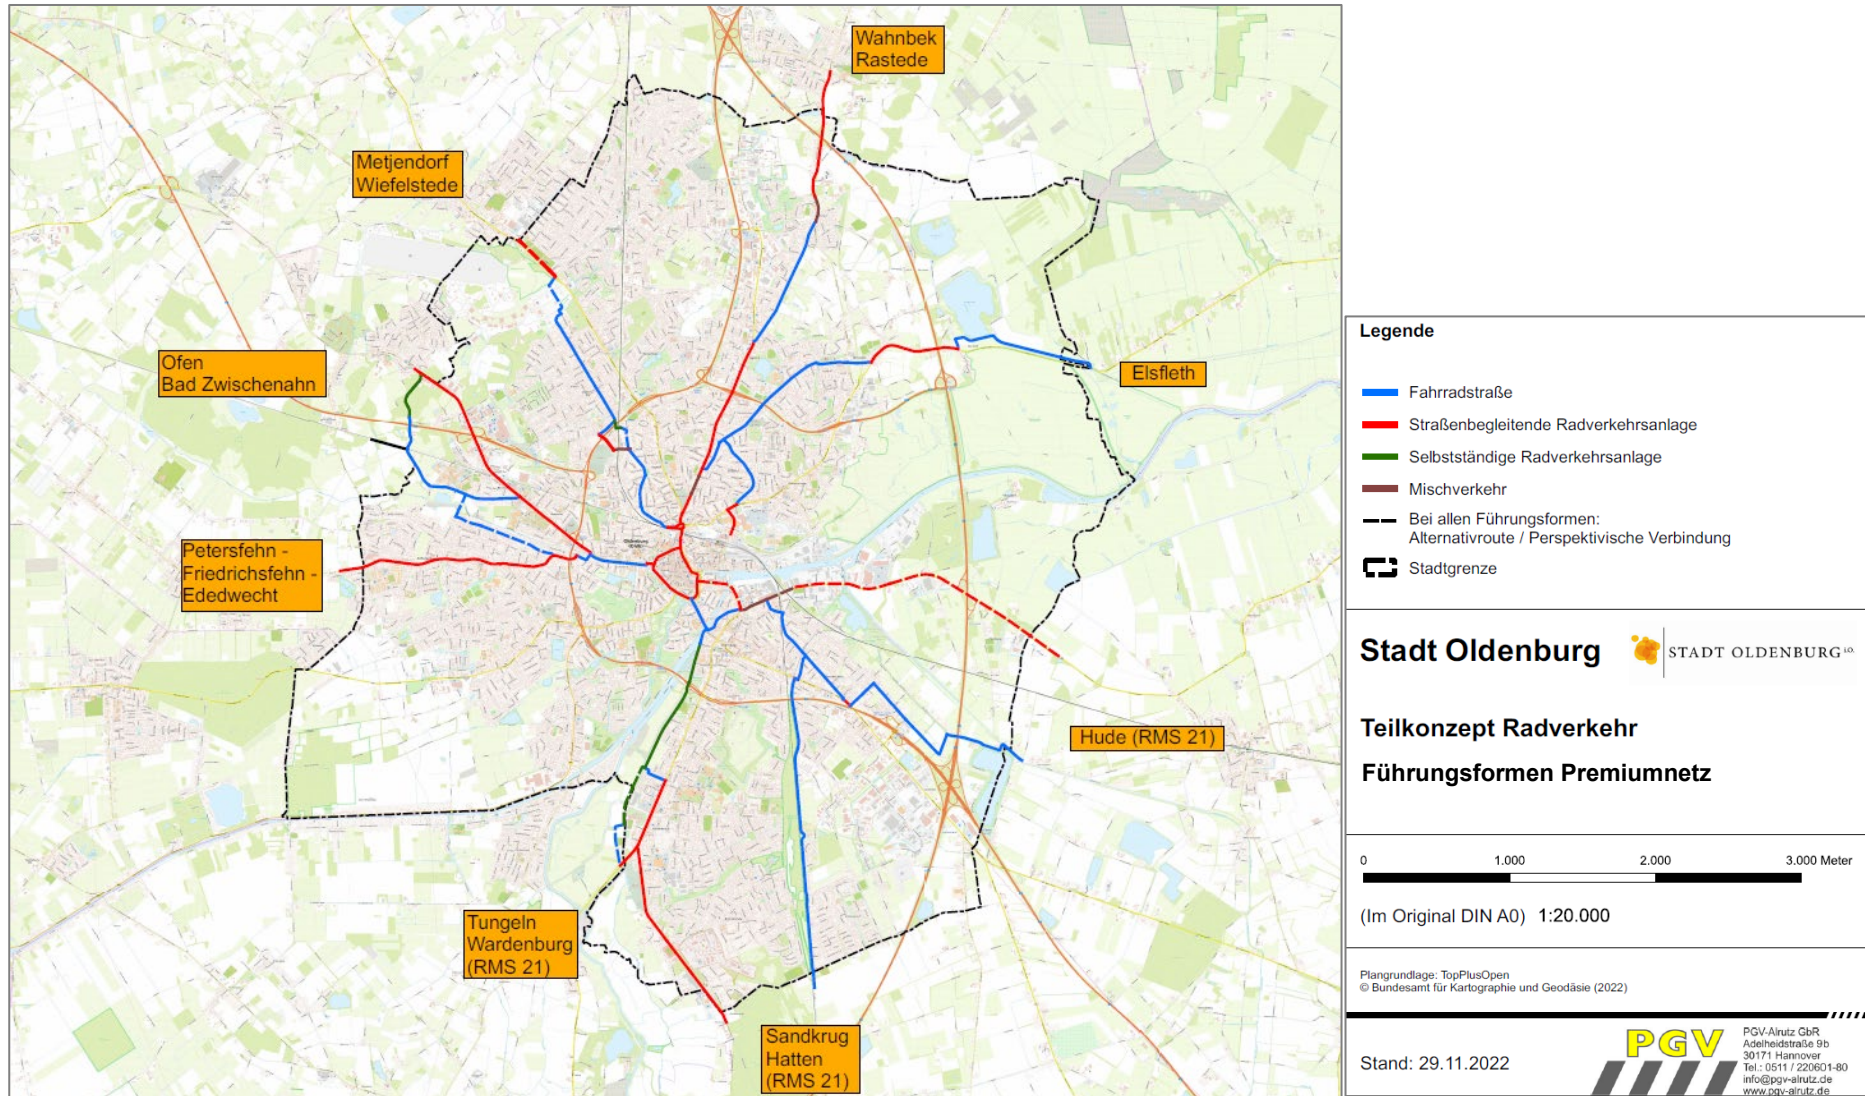 Wahnbek
Rastede
Metjendorf
Wiefelstede
Ofen
Bad Zwischenahn
Elsfleth
Petersfehn -
Friedrichsfehn -
Ededwecht
Hude (RMS 21)
Tungeln
Wardenburg
(RMS 21)
Sandkrug
Hatten
(RMS 21)
Legende
Fahrradstraße
Straßenbegleitende Radverkehrsanlage
Selbstständige Radverkehrsanlage
Mischverkehr
Bei allen Führungsformen:
Alternativroute / Perspektivische Verbindung
Stadtgrenze
Stadt Oldenburg
STADT OLDENBURG i.O.
Teilkonzept Radverkehr
Führungsformen Premiumnetz
0 1.000 2.000 3.000 Meter
(Im Original DIN A0) 1:20.000
Plangrundlage: TopPlusOpen
© Bundesamt für Kartographie und Geodäsie (2022)
Stand: 29.11.2022
PGV
PGV-Alrutz GbR
Adelheidstraße 9b
30171 Hannover
Tel.: 0511 / 220601-80
info@pgv-alrutz.de
www.pgv-alrutz.de